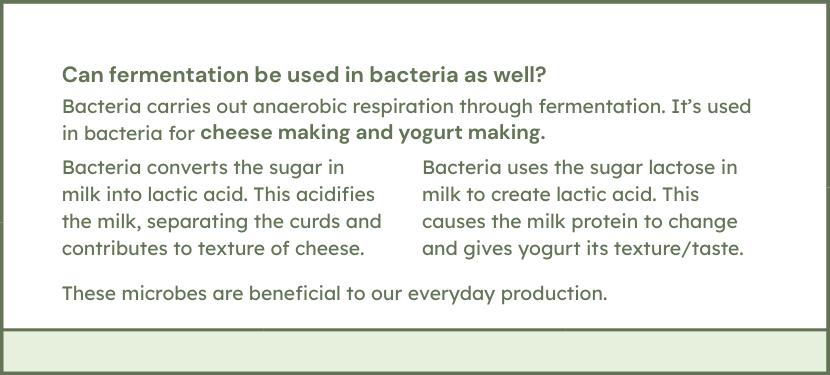 Can fermentation be used in bacteria as well?
Bacteria carries out anaerobic respiration through fermentation. It’s used
in bacteria for cheese making and yogurt making.
Bacteria converts the sugar in
milk into lactic acid. This acidifies
the milk, separating the curds and
contributes to texture of cheese.
Bacteria uses the sugar lactose in
milk to create lactic acid. This
causes the milk protein to change
and gives yogurt its texture/taste.
These microbes are beneficial to our everyday production.